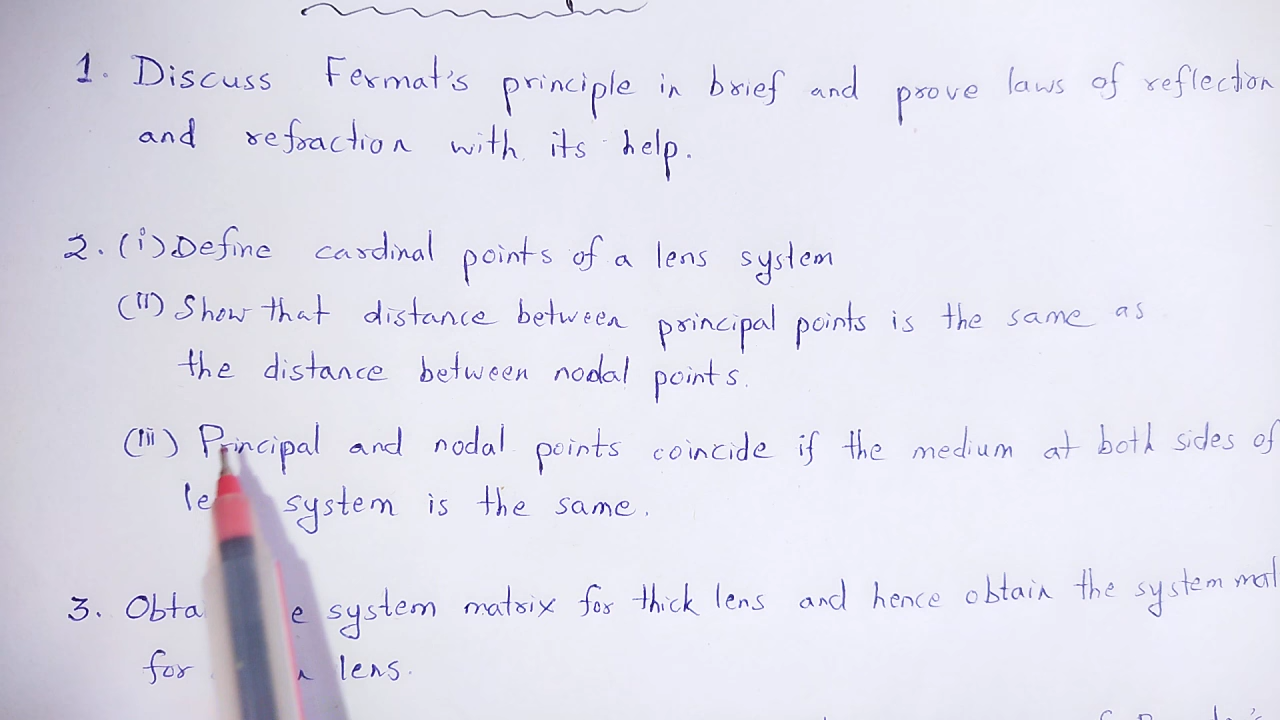 1. Discuss Fermat's principle in brief and prove laws of reflection
and refraction with its help.
2. (i) Define cardinal points of a lens system
(ii) Show that distance between principal points is the same as
the distance between nodal points.
(iii) Principal and nodal points coincide if the medium at both sides of
system is the same.
3. system matrix for thick lens and hence obtain the system
for lens.